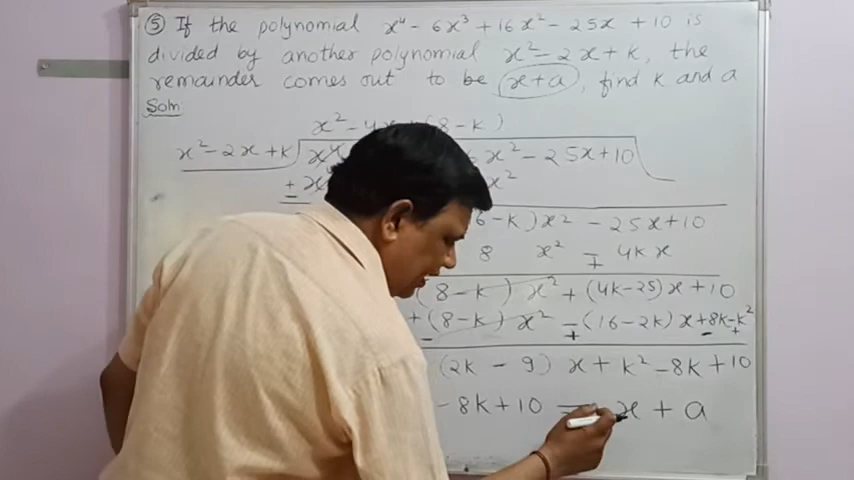 ⑤ If the polynomial x⁴ - 6x³ + 16x² - 25x + 10 is
divided by another polynomial x² - 2x + k, the
remainder comes out to be (x+a), find k and a
Soln
x² - 4x + (8 - k)
x² - 2x + k) x⁴ x² - 25x + 10
± x⁴ x²
6 - k) x² - 25x + 10
8 x² ∓ 4kx
(8 - k) x² + (4k - 25) x + 10
+ (8 - k) x² ∓ (16 - 2k) x + 8k - k²
(2k - 9) x + k² - 8k + 10
- 8k + 10 = x + a